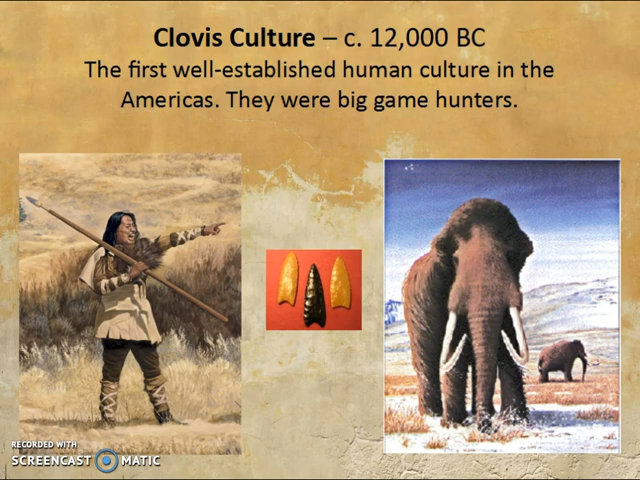 Clovis Culture – c. 12,000 BC
The first well-established human culture in the
Americas. They were big game hunters.
RECORDED WITH
SCREENCAST MATIC